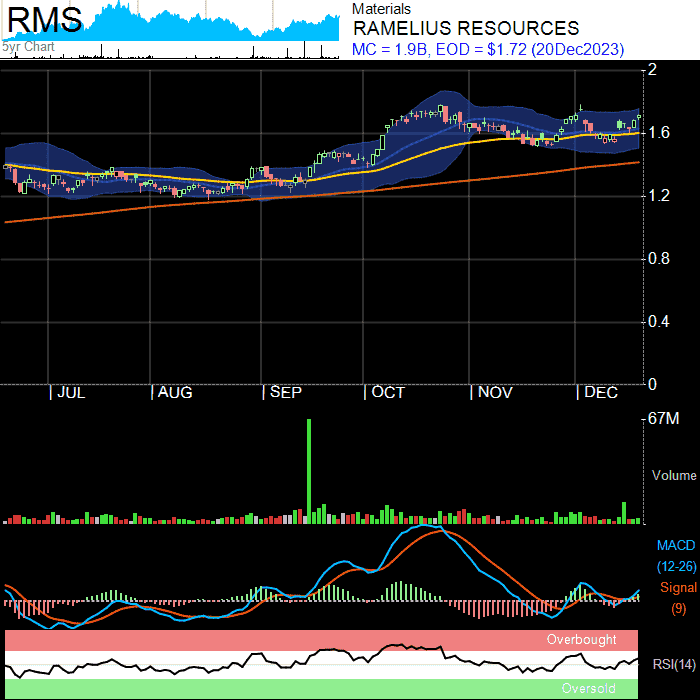 RMS
5yr Chart
Materials
RAMELIUS RESOURCES
MC = 1.9B, EOD = $1.72 (20Dec2023)
2
1.6
1.2
0.8
0.4
0
| JUL | AUG | SEP | OCT | NOV | DEC
67M
Volume
MACD
(12-26)
Signal
(9)
Overbought
RSI(14)
Oversold